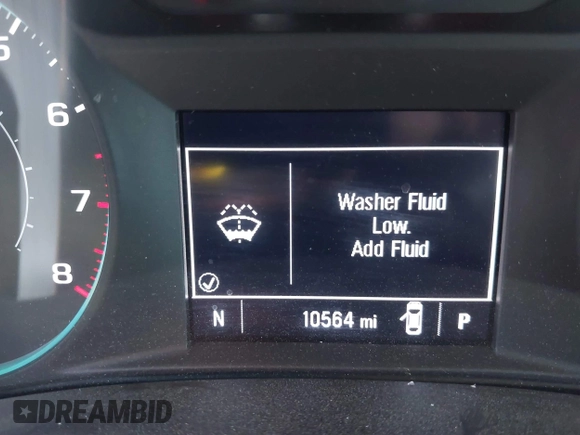 5
6
7
8
Washer Fluid
Low.
Add Fluid
N 10564 mi P
DREAMBID